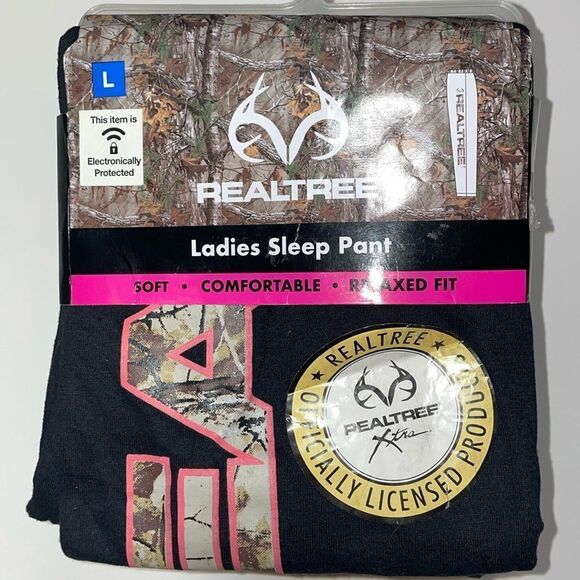 L
This item is
Electronically
Protected
REALTREE
REALTREE
Ladies Sleep Pant
SOFT • COMFORTABLE • RELAXED FIT
EA
★ REALTREE ★
REALTREE
Xtra
OFFICIALLY LICENSED PRODUCT